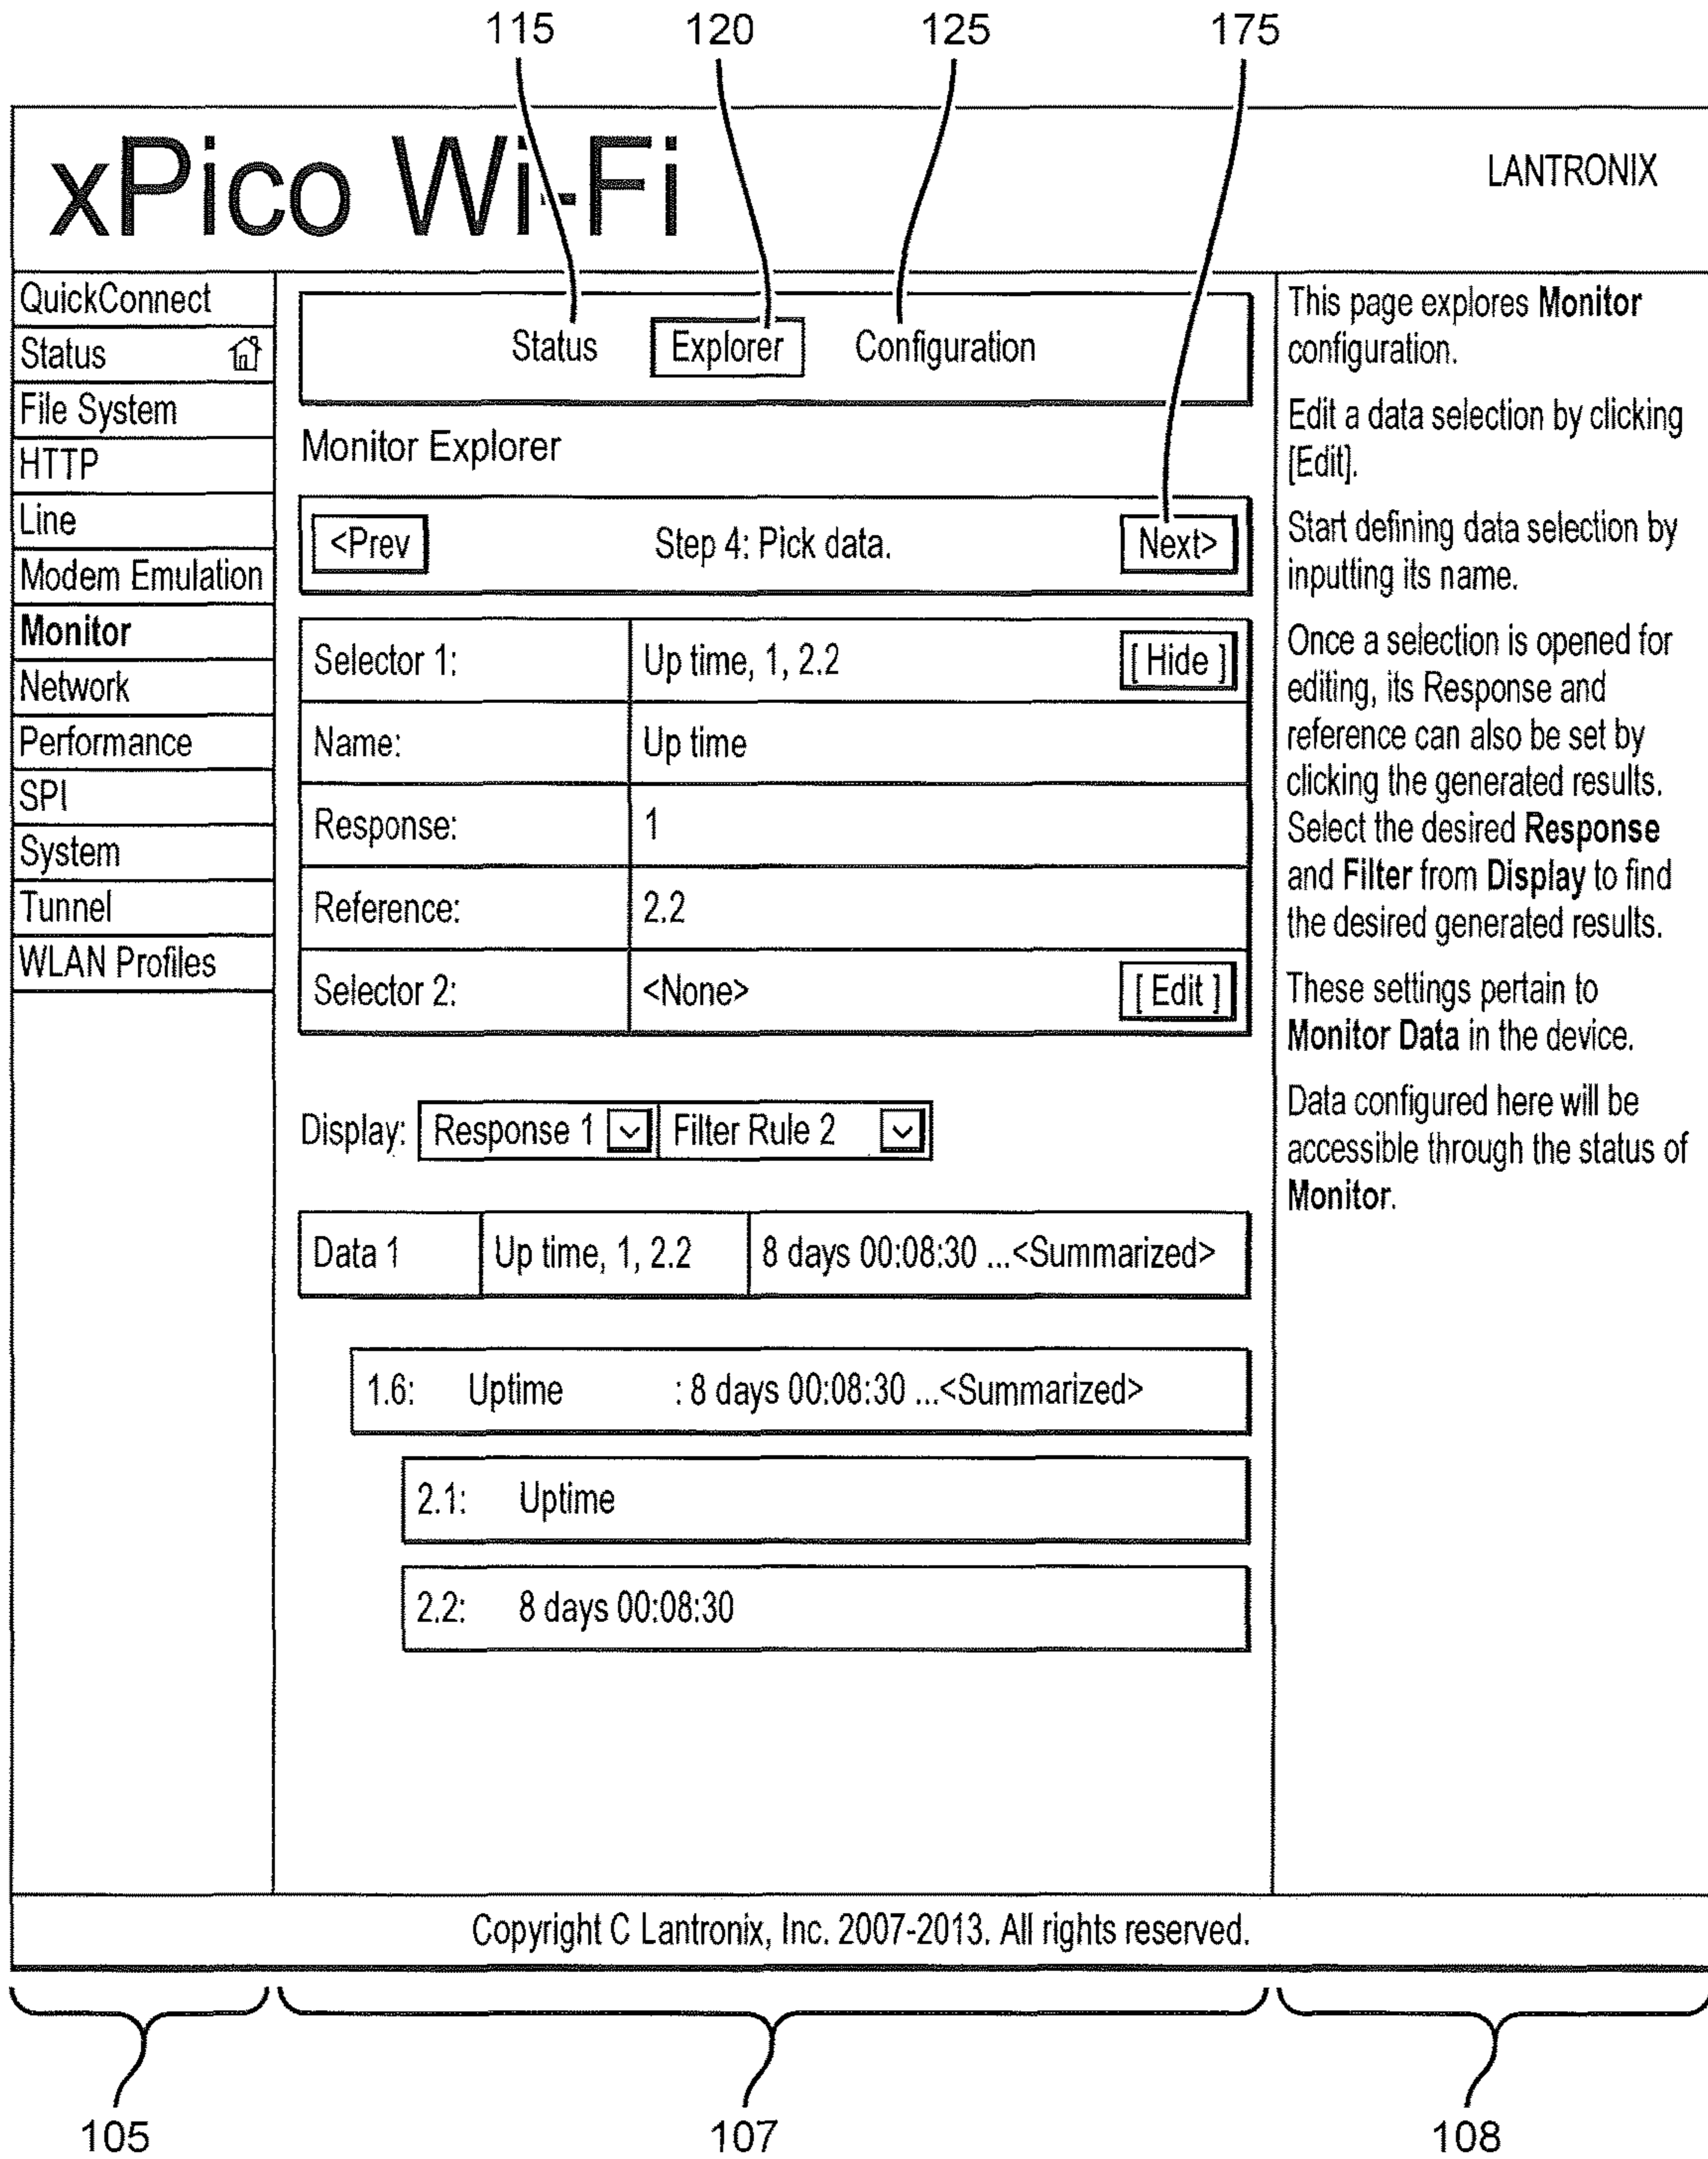 115 120 125 175
xPico Wi-Fi
LANTRONIX
QuickConnect
Status
File System
HTTP
Line
Modem Emulation
Monitor
Network
Performance
SPI
System
Tunnel
WLAN Profiles
Status Explorer Configuration
Monitor Explorer
<Prev Step 4: Pick data. Next>
Selector 1: Up time, 1, 2.2 [ Hide ]
Name: Up time
Response: 1
Reference: 2.2
Selector 2: <None> [ Edit ]
Display: Response 1 Filter Rule 2
Data 1 Up time, 1, 2.2 8 days 00:08:30 ...<Summarized>
1.6: Uptime : 8 days 00:08:30 ...<Summarized>
2.1: Uptime
2.2: 8 days 00:08:30
This page explores Monitor
configuration.
Edit a data selection by clicking
[Edit].
Start defining data selection by
inputting its name.
Once a selection is opened for
editing, its Response and
reference can also be set by
clicking the generated results.
Select the desired Response
and Filter from Display to find
the desired generated results.
These settings pertain to
Monitor Data in the device.
Data configured here will be
accessible through the status of
Monitor.
Copyright C Lantronix, Inc. 2007-2013. All rights reserved.
105 107 108